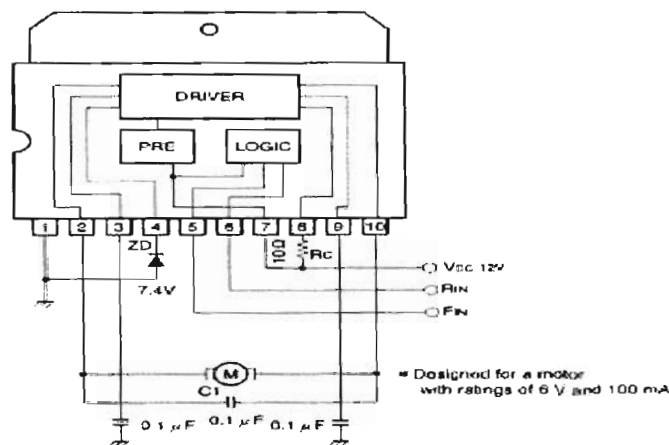 DRIVER
PRE LOGIC
1 2 3 4 5 6 7 8 9 10
ZD
10Ω
Rc
7.4V
Vcc 12V
RIN
FIN
M
C1
* Designed for a motor
with ratings of 6 V and 100 mA
0.1 μF 0.1 μF 0.1 μF